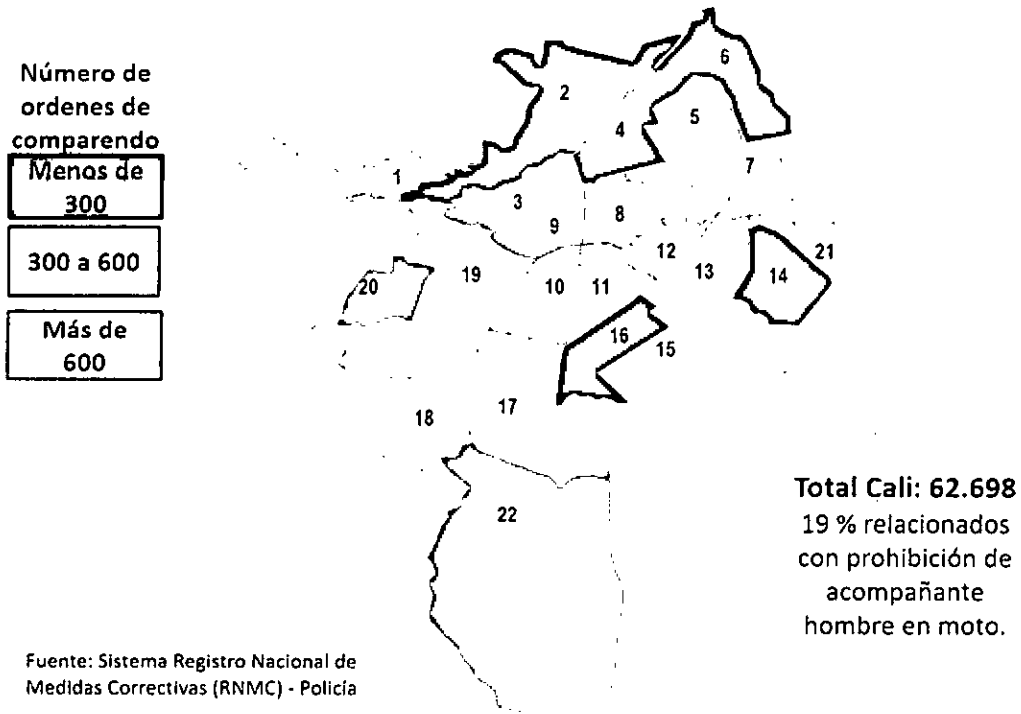 Número de
ordenes de
comparendo
Menos de
300
300 a 600
Más de
600
6
2
5
4
7
1
3
8
9
12
21
19
13
14
20
10
11
16
15
17
18
22
Total Cali: 62.698
19 % relacionados
con prohibición de
acompañante
hombre en moto.
Fuente: Sistema Registro Nacional de
Medidas Correctivas (RNMC) - Policía